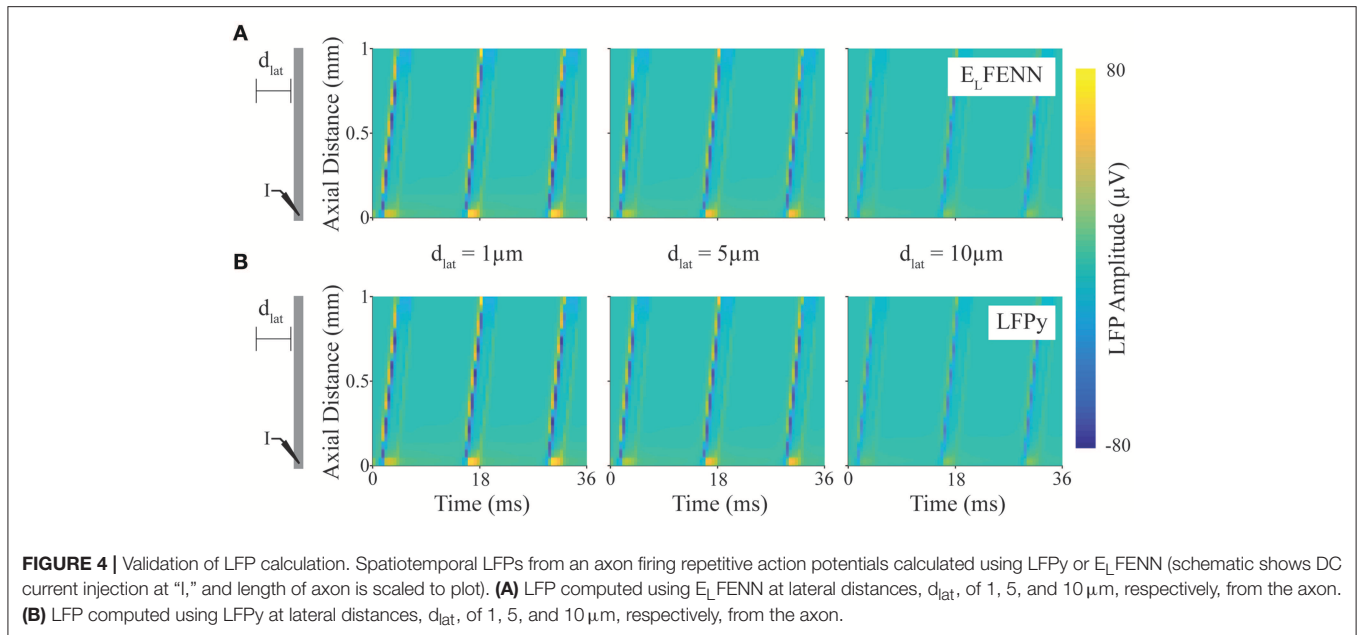 A
d_lat
I
Axial Distance (mm)
1
0.5
0
E_LFENN
80
LFP Amplitude (µV)
-80
d_lat = 1µm
d_lat = 5µm
d_lat = 10µm
B
d_lat
I
Axial Distance (mm)
1
0.5
0
LFPy
0 18 36
18 36
18 36
Time (ms)
Time (ms)
Time (ms)
FIGURE 4 | Validation of LFP calculation. Spatiotemporal LFPs from an axon firing repetitive action potentials calculated using LFPy or E_LFENN (schematic shows DC
current injection at “I,” and length of axon is scaled to plot). (A) LFP computed using E_LFENN at lateral distances, d_lat, of 1, 5, and 10 µm, respectively, from the axon.
(B) LFP computed using LFPy at lateral distances, d_lat, of 1, 5, and 10 µm, respectively, from the axon.